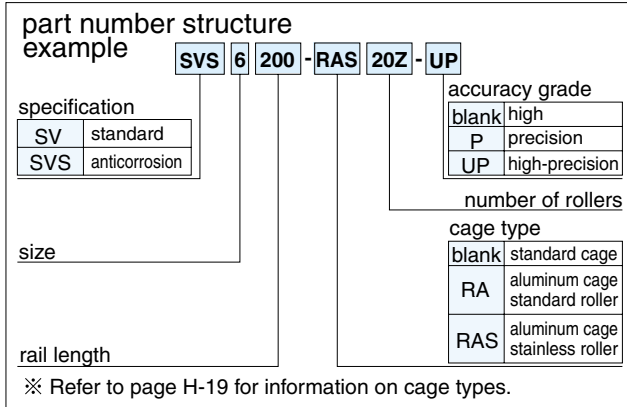 part number structure
example
SVS 6 200 - RAS 20Z - UP
specification
SV standard
SVS anticorrosion
size
rail length
accuracy grade
blank high
P precision
UP high-precision
number of rollers
cage type
blank standard cage
RA aluminum cage
standard roller
RAS aluminum cage
stainless roller
※ Refer to page H-19 for information on cage types.